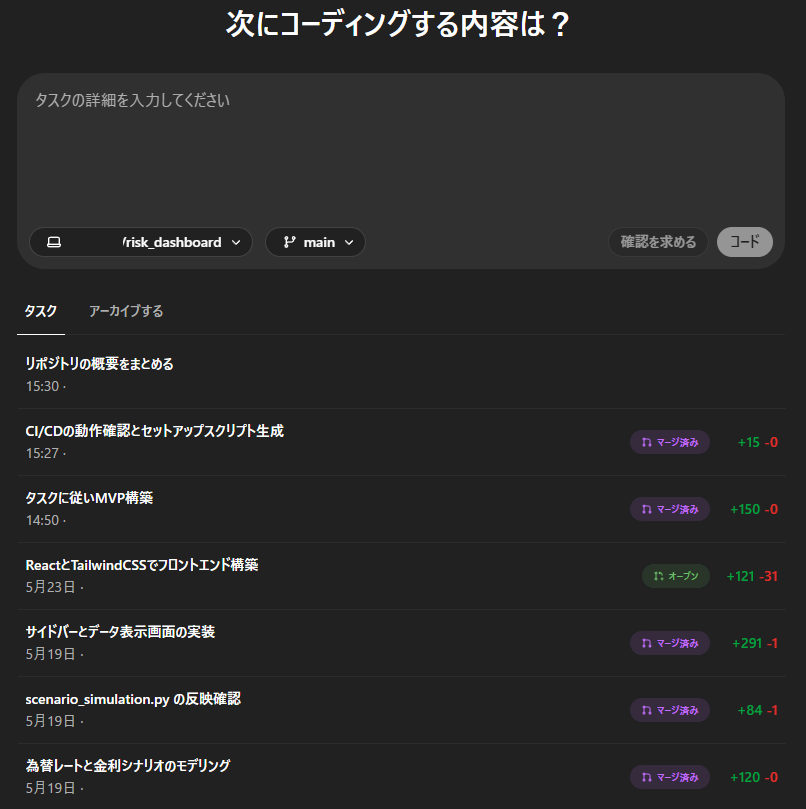 次にコーディングする内容は？
タスクの詳細を入力してください
/risk_dashboard
main
確認を求める
コード
タスク
アーカイブする
リポジトリの概要をまとめる
15:30 ·
CI/CDの動作確認とセットアップスクリプト生成
マージ済み
+15 -0
15:27 ·
タスクに従いMVP構築
マージ済み
+150 -0
14:50 ·
ReactとTailwindCSSでフロントエンド構築
オープン
+121 -31
5月23日 ·
サイドバーとデータ表示画面の実装
マージ済み
+291 -1
5月19日 ·
scenario_simulation.py の反映確認
マージ済み
+84 -1
5月19日 ·
為替レートと金利シナリオのモデリング
マージ済み
+120 -0
5月19日 ·